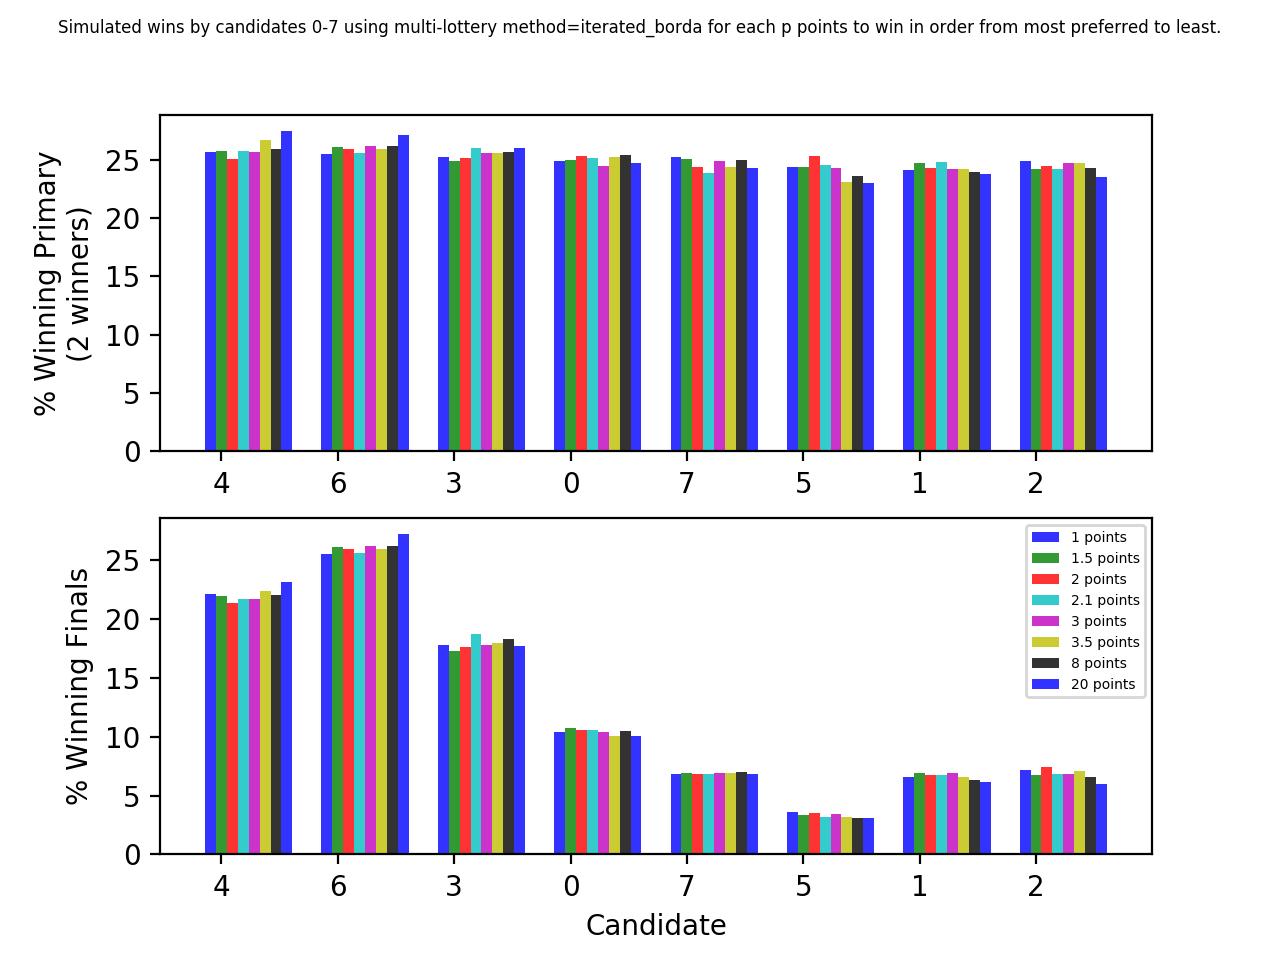 Simulated wins by candidates 0-7 using multi-lottery method=iterated_borda for each p points to win in order from most preferred to least.
% Winning Primary
(2 winners)
25
20
15
10
5
0
4 6 3 0 7 5 1 2
% Winning Finals
25
20
15
10
5
0
1 points
1.5 points
2 points
2.1 points
3 points
3.5 points
8 points
20 points
4 6 3 0 7 5 1 2
Candidate